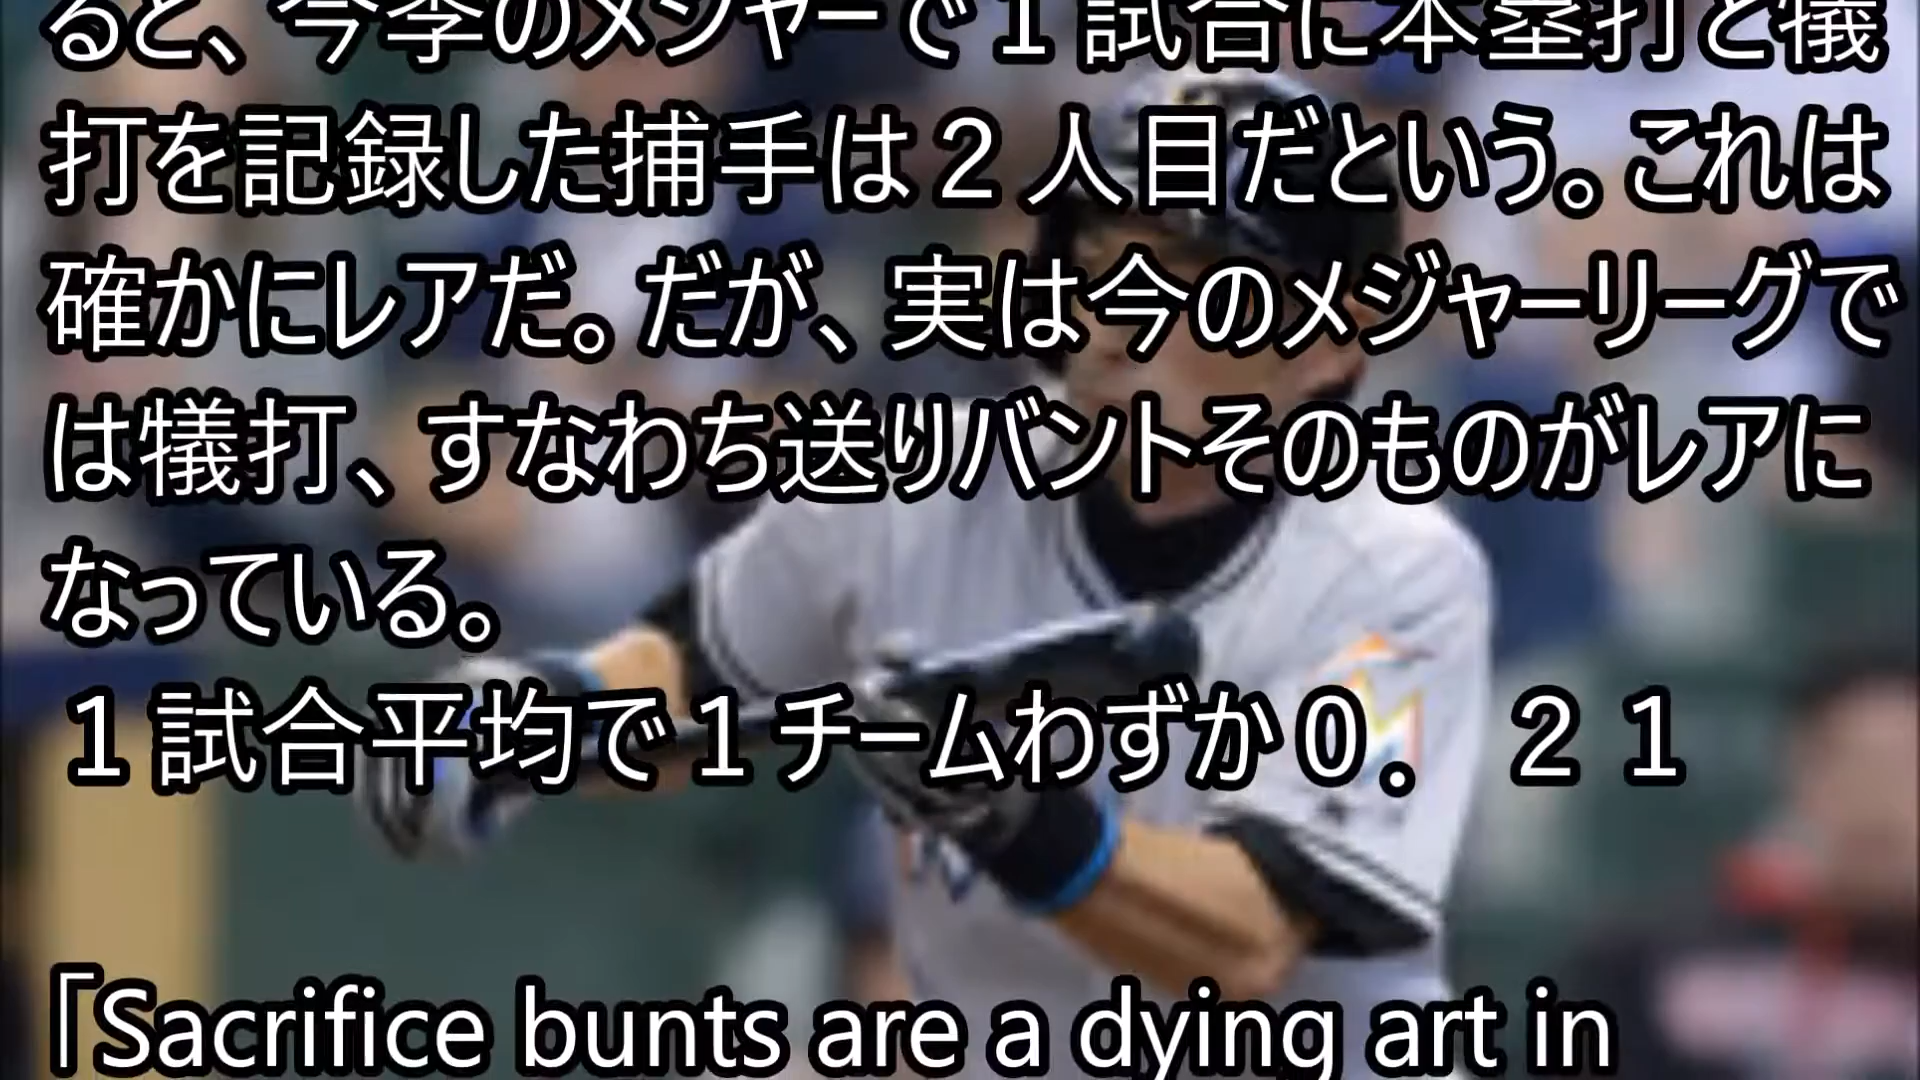 ると、今季のメジャーで１試合に本塁打と犠
打を記録した捕手は２人目だという。これは
確かにレアだ。だが、実は今のメジャーリーグで
は犠打、すなわち送りバントそのものがレアに
なっている。
１試合平均で１チームわずか０．２１
「Sacrifice bunts are a dying art in